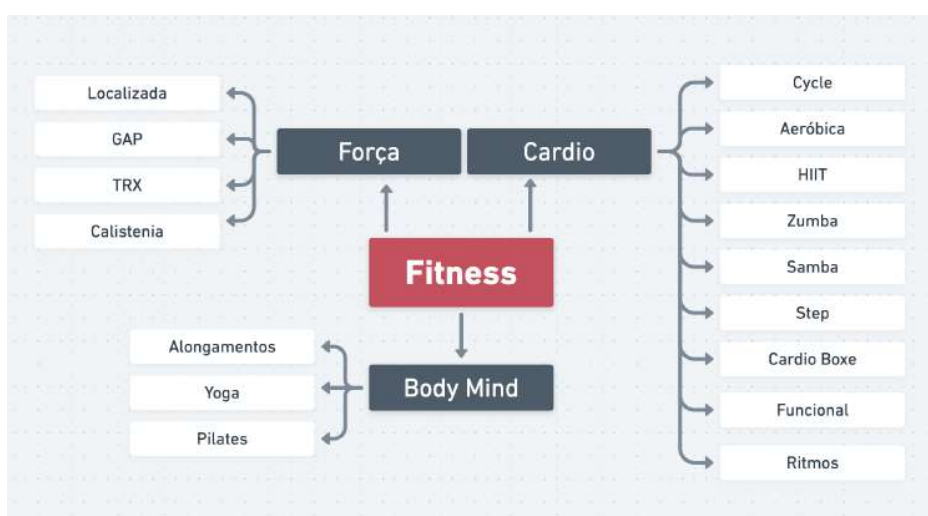 Fitness
Força
Localizada
GAP
TRX
Calistenia
Cardio
Cycle
Aeróbica
HIIT
Zumba
Samba
Step
Cardio Boxe
Funcional
Ritmos
Body Mind
Alongamentos
Yoga
Pilates